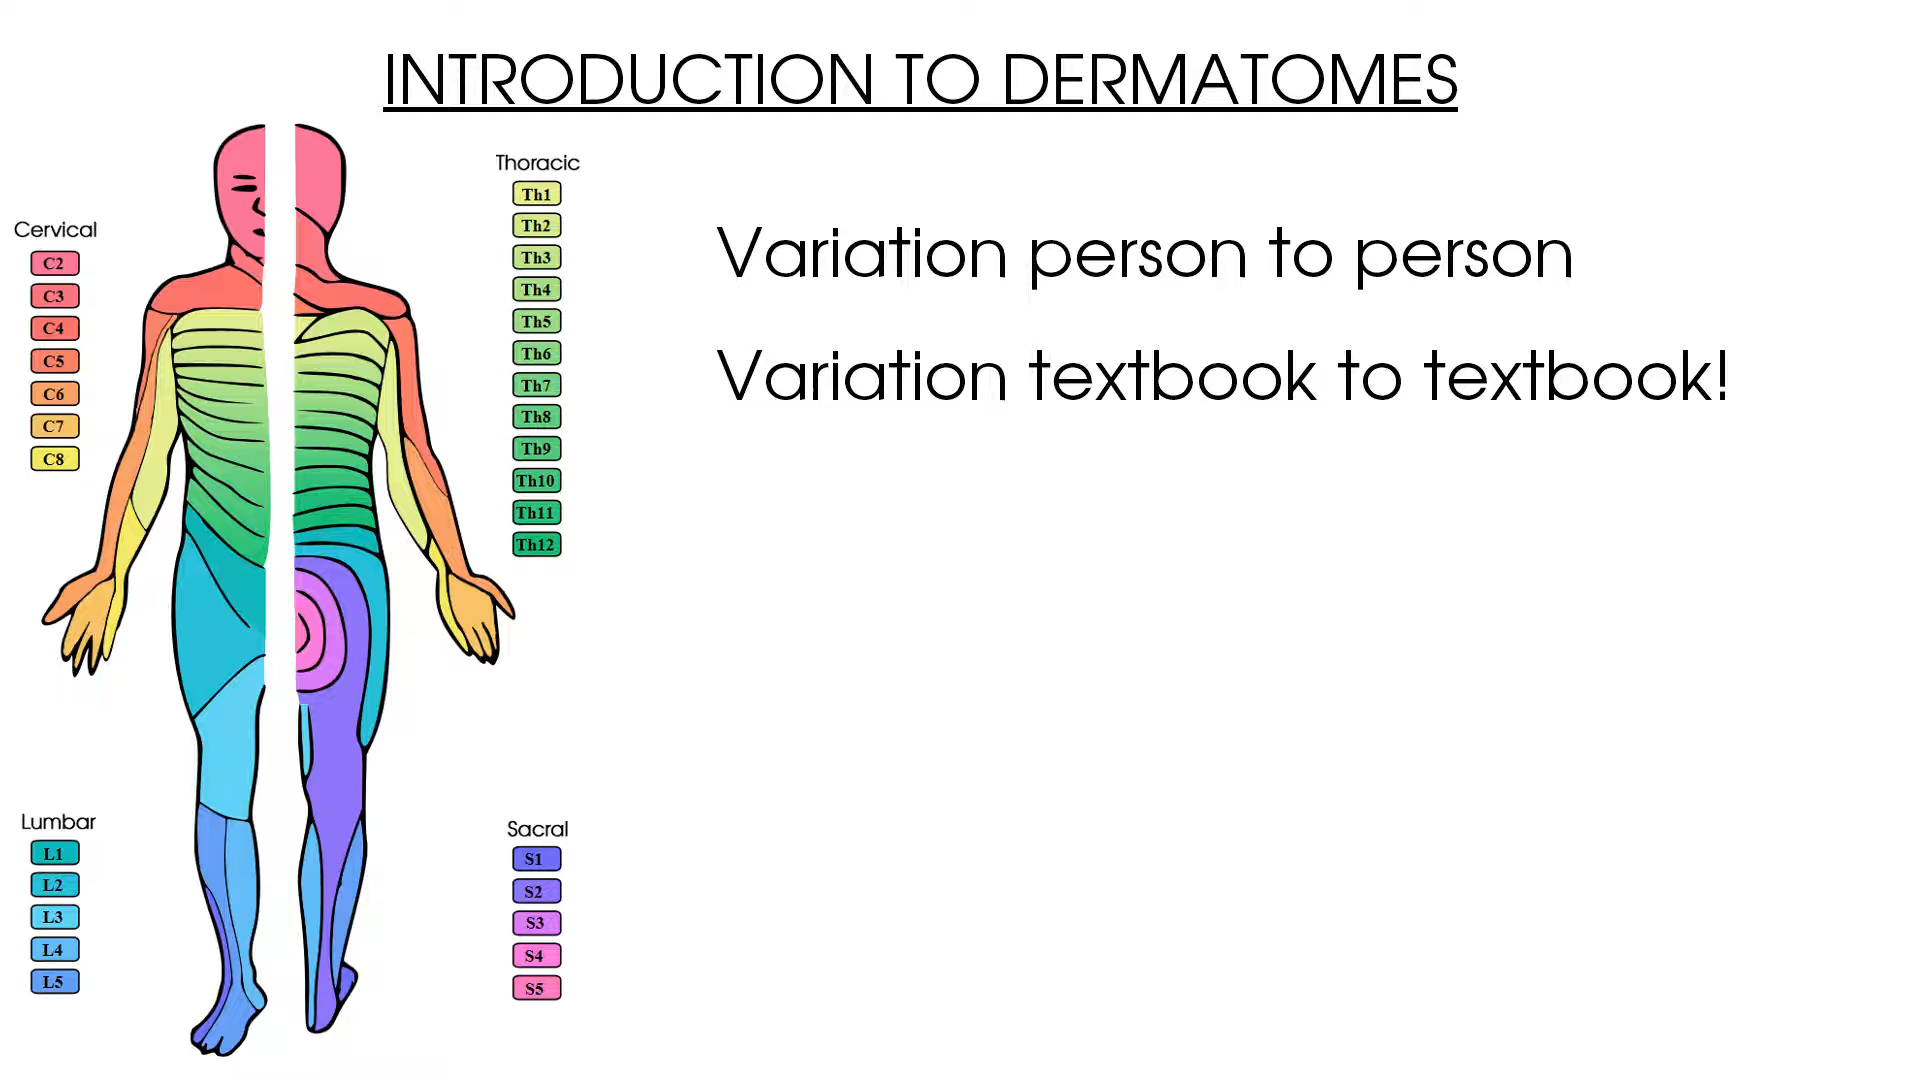 INTRODUCTION TO DERMATOMES
Thoracic
Th1
Th2
Th3
Th4
Th5
Th6
Th7
Th8
Th9
Th10
Th11
Th12
Cervical
C2
C3
C4
C5
C6
C7
C8
Variation person to person
Variation textbook to textbook!
Lumbar
L1
L2
L3
L4
L5
Sacral
S1
S2
S3
S4
S5